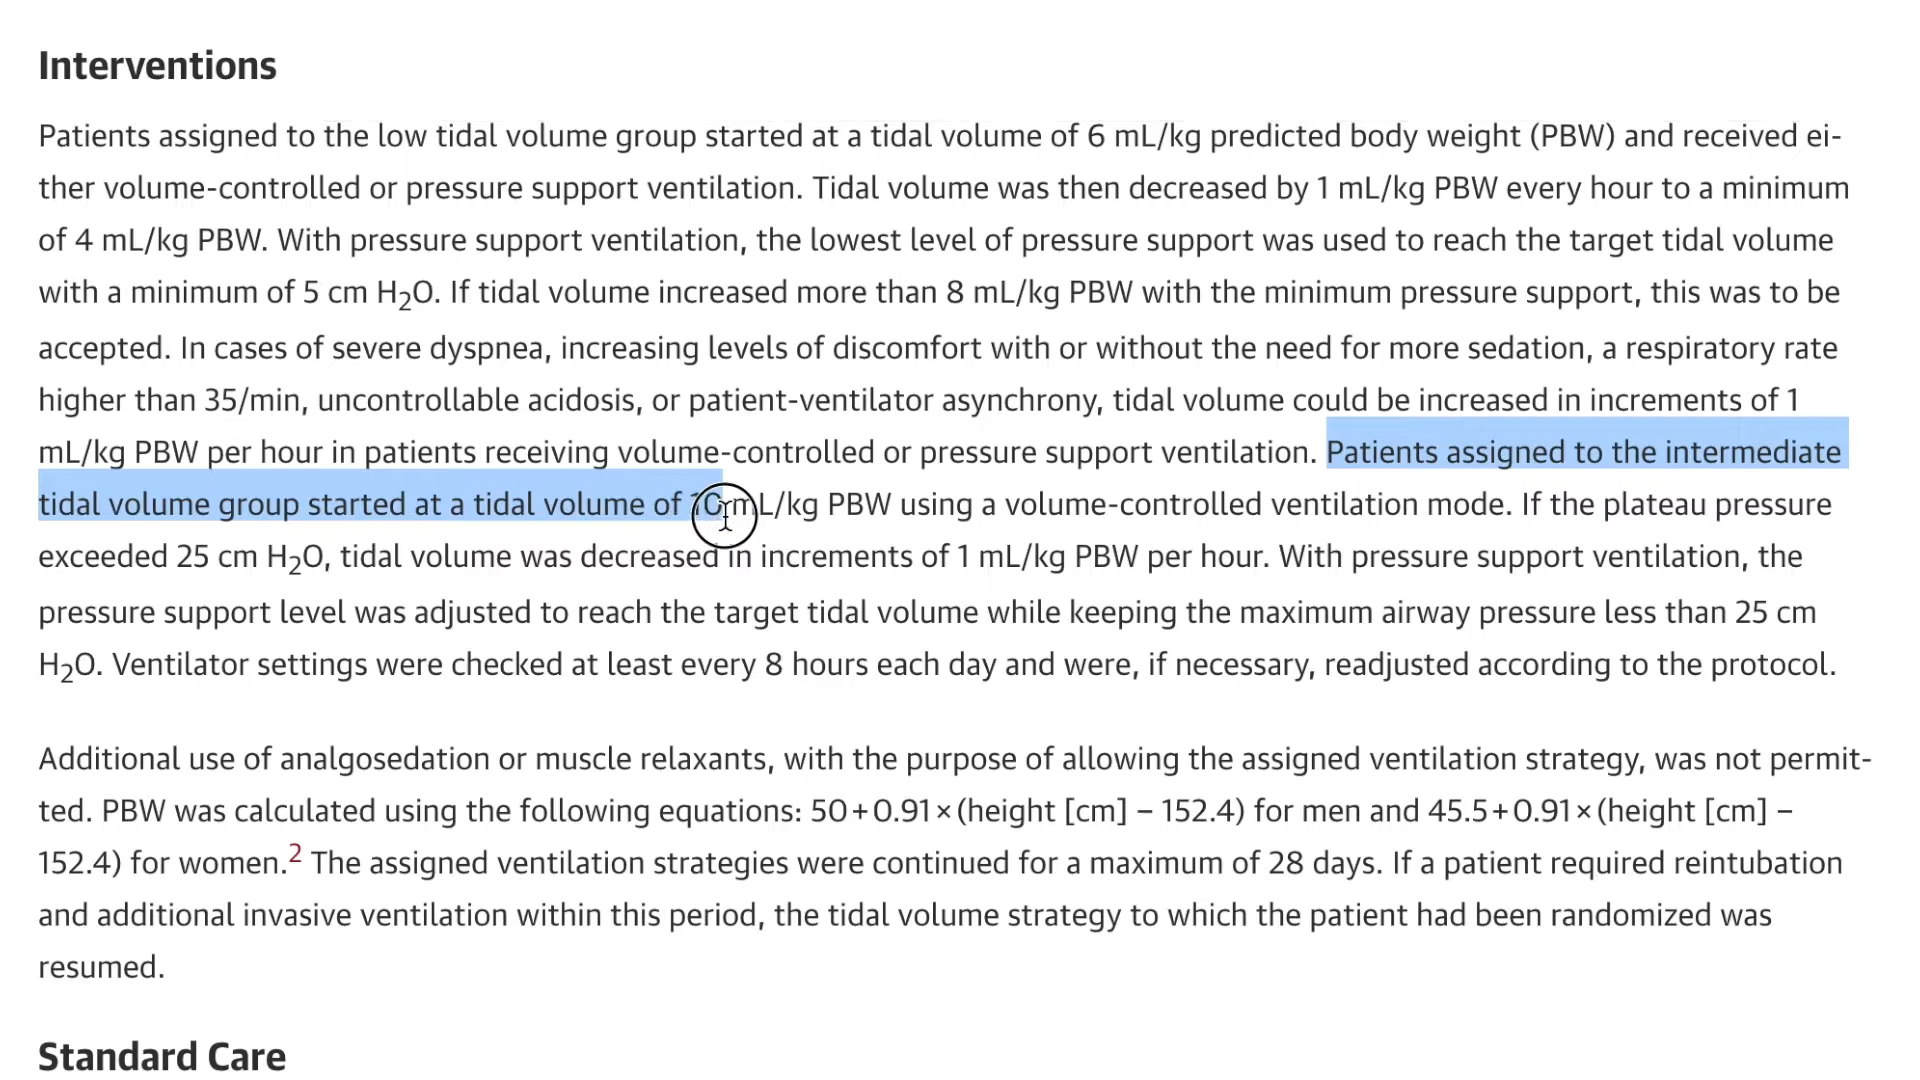 Interventions
Patients assigned to the low tidal volume group started at a tidal volume of 6 mL/kg predicted body weight (PBW) and received ei-
ther volume-controlled or pressure support ventilation. Tidal volume was then decreased by 1 mL/kg PBW every hour to a minimum
of 4 mL/kg PBW. With pressure support ventilation, the lowest level of pressure support was used to reach the target tidal volume
with a minimum of 5 cm H₂O. If tidal volume increased more than 8 mL/kg PBW with the minimum pressure support, this was to be
accepted. In cases of severe dyspnea, increasing levels of discomfort with or without the need for more sedation, a respiratory rate
higher than 35/min, uncontrollable acidosis, or patient-ventilator asynchrony, tidal volume could be increased in increments of 1
mL/kg PBW per hour in patients receiving volume-controlled or pressure support ventilation. Patients assigned to the intermediate
tidal volume group started at a tidal volume of 10 mL/kg PBW using a volume-controlled ventilation mode. If the plateau pressure
exceeded 25 cm H₂O, tidal volume was decreased in increments of 1 mL/kg PBW per hour. With pressure support ventilation, the
pressure support level was adjusted to reach the target tidal volume while keeping the maximum airway pressure less than 25 cm
H₂O. Ventilator settings were checked at least every 8 hours each day and were, if necessary, readjusted according to the protocol.
Additional use of analgosedation or muscle relaxants, with the purpose of allowing the assigned ventilation strategy, was not permit-
ted. PBW was calculated using the following equations: 50 + 0.91 × (height [cm] − 152.4) for men and 45.5 + 0.91 × (height [cm] −
152.4) for women.² The assigned ventilation strategies were continued for a maximum of 28 days. If a patient required reintubation
and additional invasive ventilation within this period, the tidal volume strategy to which the patient had been randomized was
resumed.
Standard Care